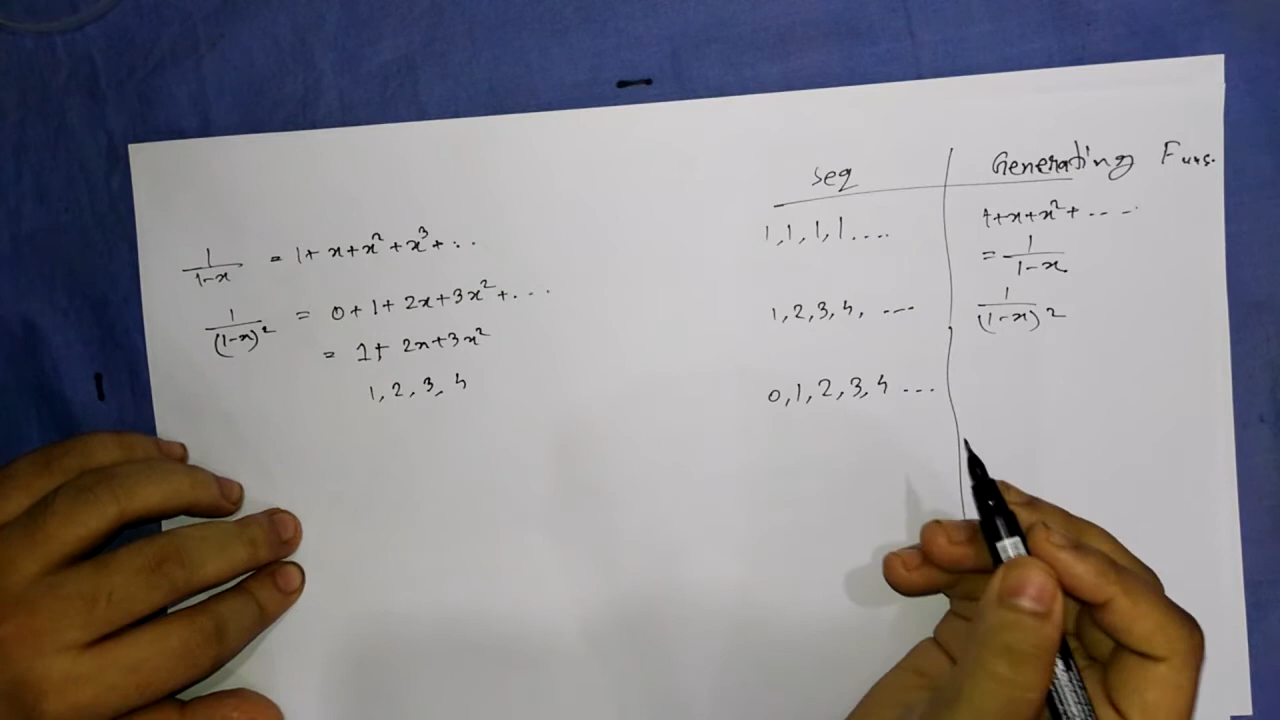 1/(1-x) = 1+x+x²+x³+...
1/(1-x)² = 0+1+2x+3x²+...
= 1+ 2x+3x²
1, 2, 3, 4
Seq | Generating Func.
1,1,1,1.... | 1+x+x²+.....
= 1/(1-x)
1,2,3,4, .... | 1/(1-x)²
0,1,2,3,4 ...